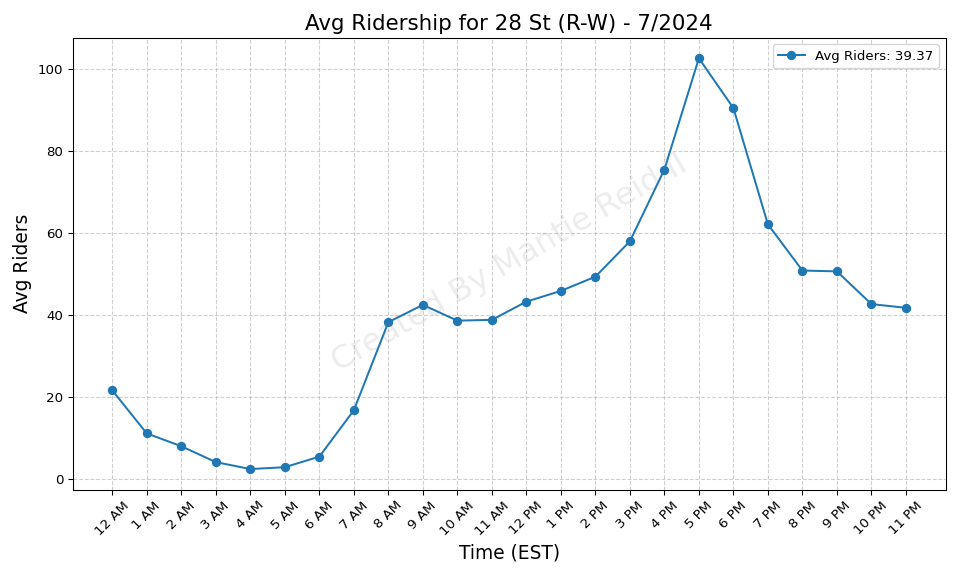 Avg Ridership for 28 St (R-W) - 7/2024
Avg Riders: 39.37
100
80
60
40
20
0
Avg Riders
Created By Mantie Reid II
12 AM
1 AM
2 AM
3 AM
4 AM
5 AM
6 AM
7 AM
8 AM
9 AM
10 AM
11 AM
12 PM
1 PM
2 PM
3 PM
4 PM
5 PM
6 PM
7 PM
8 PM
9 PM
10 PM
11 PM
Time (EST)